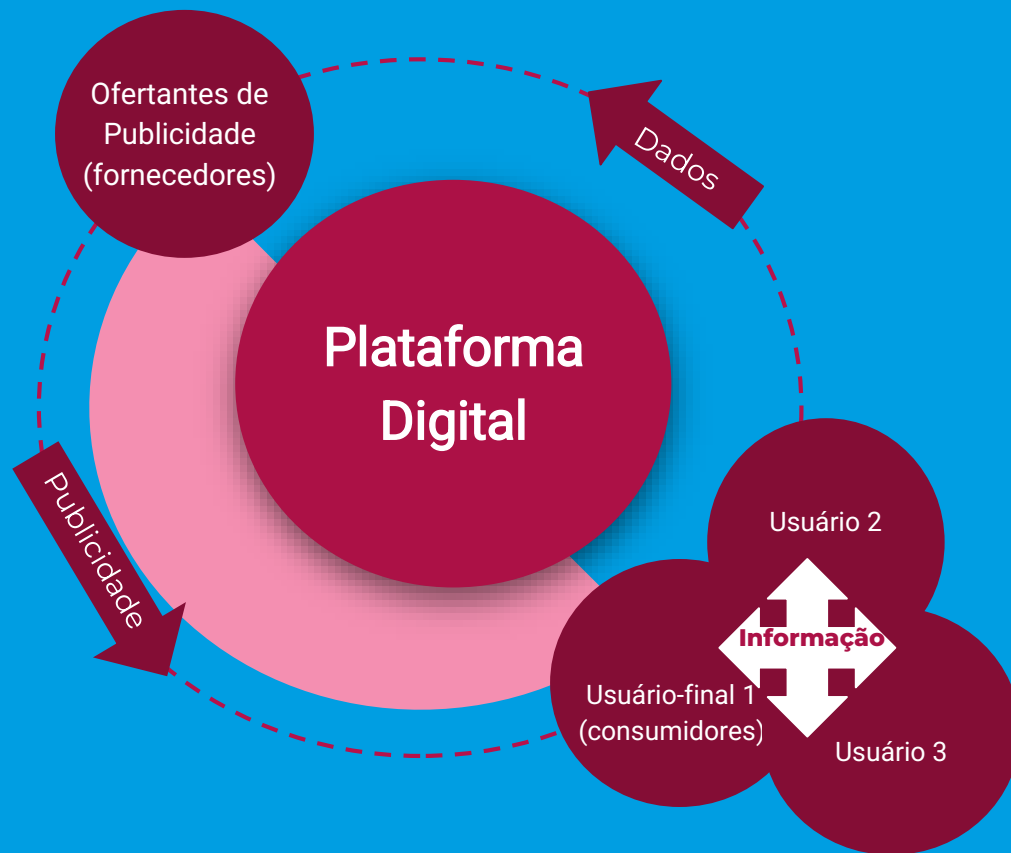 Ofertantes de
Publicidade
(fornecedores)
Dados
Plataforma
Digital
Publicidade
Usuário 2
Informação
Usuário-final 1
(consumidores)
Usuário 3